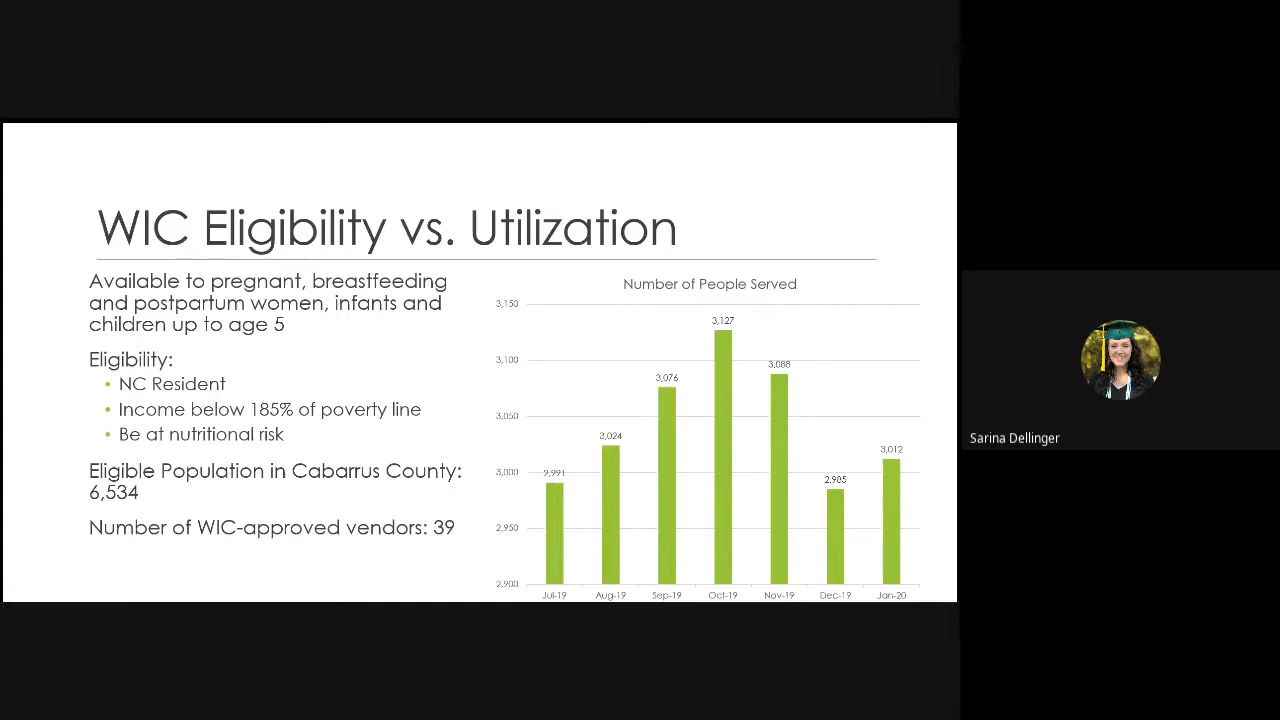 WIC Eligibility vs. Utilization
Available to pregnant, breastfeeding
and postpartum women, infants and
children up to age 5
Eligibility:
• NC Resident
• Income below 185% of poverty line
• Be at nutritional risk
Eligible Population in Cabarrus County:
6,534
Number of WIC-approved vendors: 39
Number of People Served
3,150
3,100
3,050
3,000
2,950
2,900
2,991
3,024
3,076
3,127
3,088
2,985
3,012
Jul-19
Aug-19
Sep-19
Oct-19
Nov-19
Dec-19
Jan-20
Sarina Dellinger